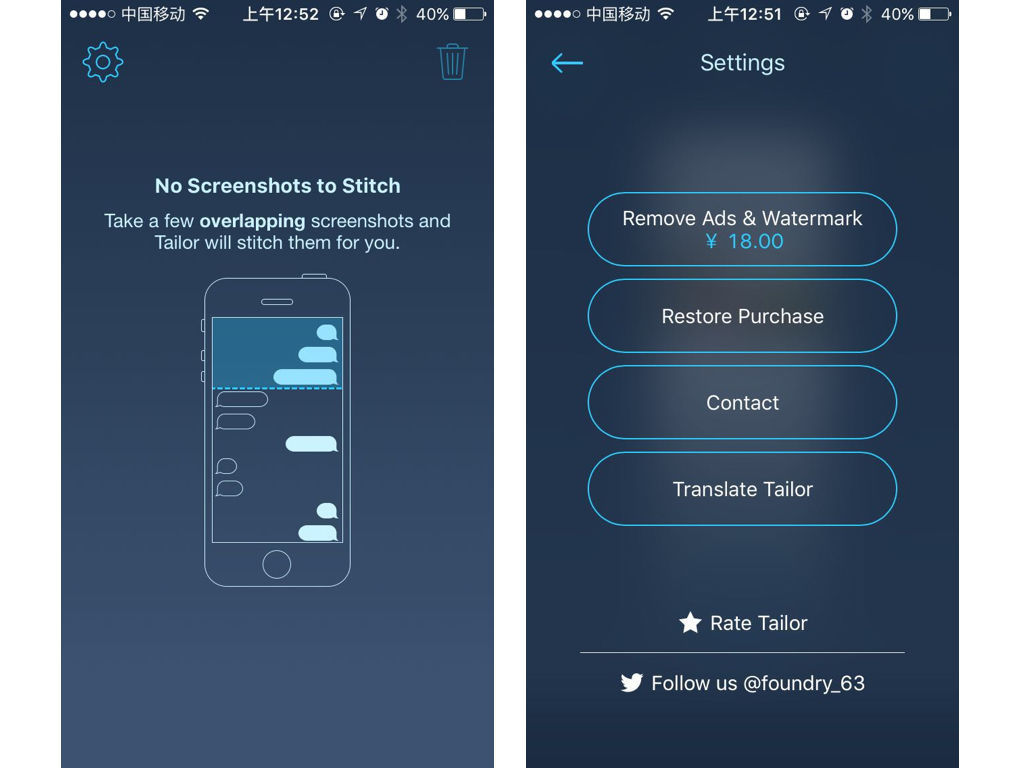 中国移动 上午12:52 40%
No Screenshots to Stitch
Take a few overlapping screenshots and
Tailor will stitch them for you.
中国移动 上午12:51 40%
Settings
Remove Ads & Watermark
¥ 18.00
Restore Purchase
Contact
Translate Tailor
Rate Tailor
Follow us @foundry_63